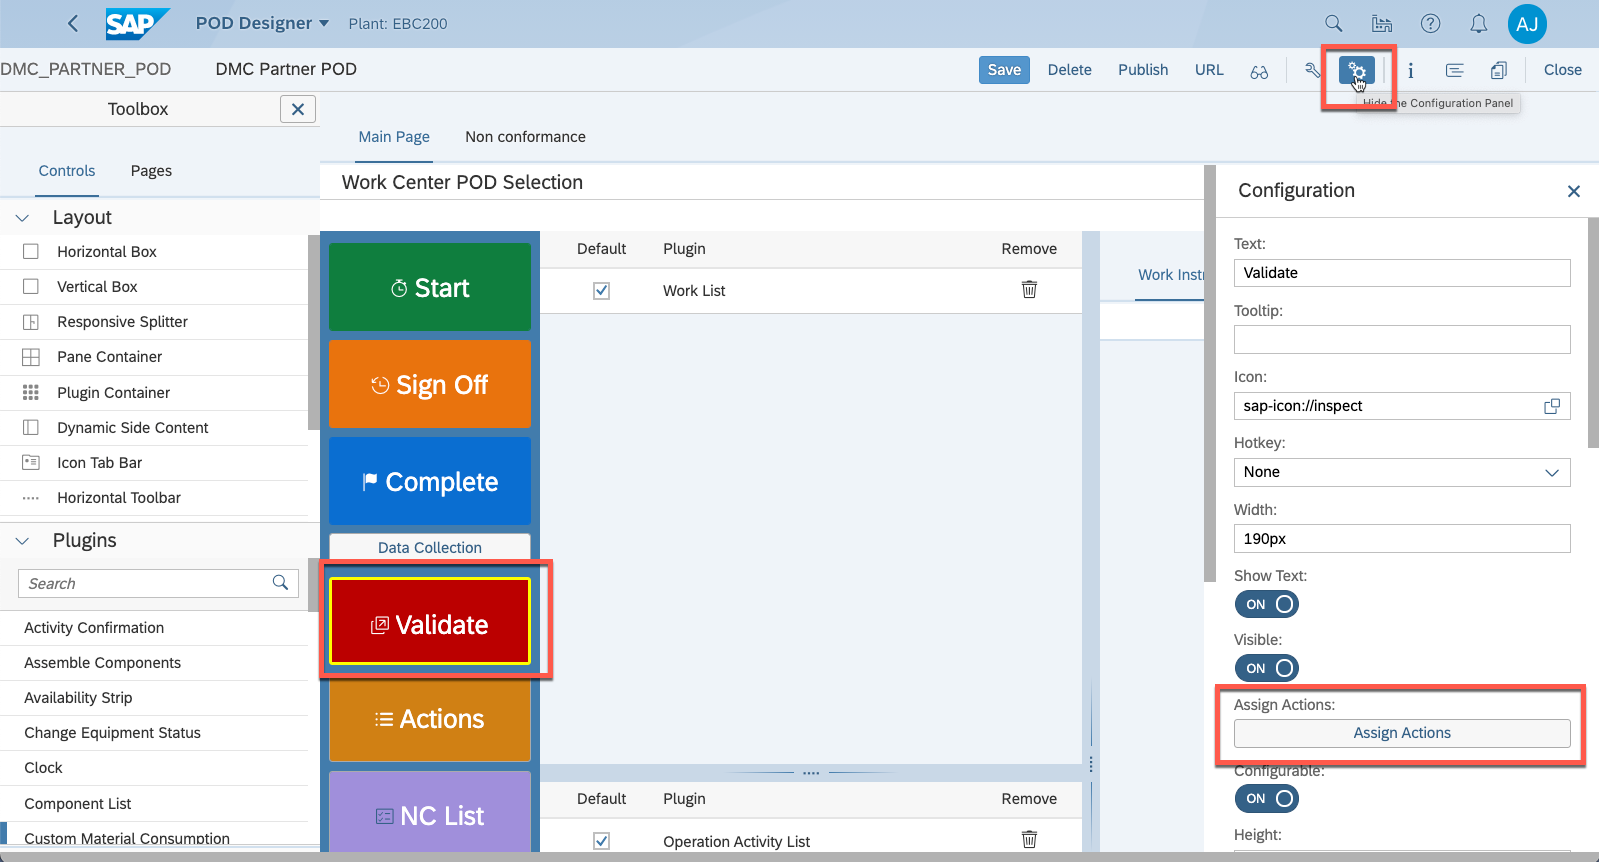 SAP POD Designer Plant: EBC200 AJ
DMC_PARTNER_POD DMC Partner POD Save Delete Publish URL Close
Hide the Configuration Panel
Toolbox
Main Page Non conformance
Controls Pages
Work Center POD Selection
Configuration
Layout
Horizontal Box
Vertical Box
Responsive Splitter
Pane Container
Plugin Container
Dynamic Side Content
Icon Tab Bar
Horizontal Toolbar
Plugins
Search
Activity Confirmation
Assemble Components
Availability Strip
Change Equipment Status
Clock
Component List
Custom Material Consumption
Start
Sign Off
Complete
Data Collection
Validate
Actions
NC List
Default Plugin Remove
Work List
Default Plugin Remove
Operation Activity List
Work Instr
Text:
Validate
Tooltip:
Icon:
sap-icon://inspect
Hotkey:
None
Width:
190px
Show Text:
ON
Visible:
ON
Assign Actions:
Assign Actions
Configurable:
ON
Height: